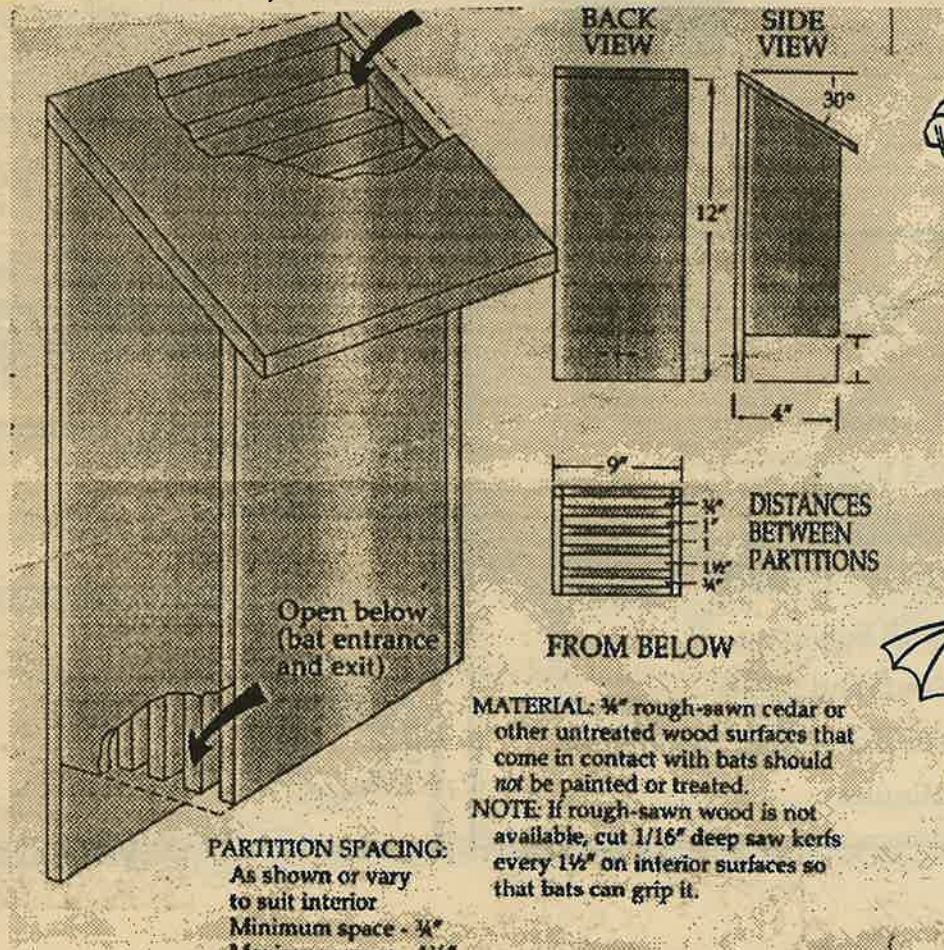 BACK
VIEW
SIDE
VIEW
30°
12"
4"
9"
¾"
1"
1
1½"
¾"
DISTANCES
BETWEEN
PARTITIONS
FROM BELOW
Open below
(bat entrance
and exit)
MATERIAL: ¾" rough-sawn cedar or
other untreated wood surfaces that
come in contact with bats should
not be painted or treated.
NOTE: If rough-sawn wood is not
available, cut 1/16" deep saw kerfs
every 1½" on interior surfaces so
that bats can grip it.
PARTITION SPACING:
As shown or vary
to suit interior
Minimum space - ¾"